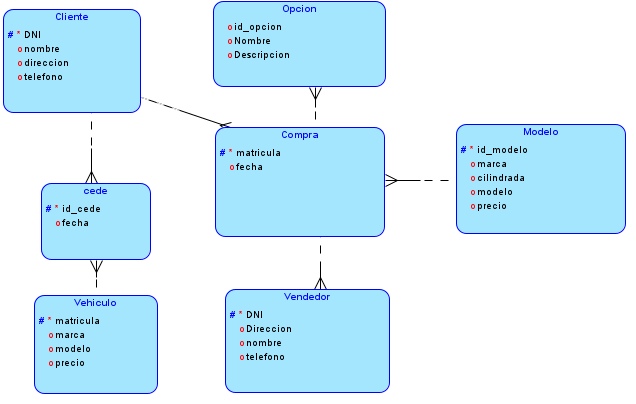 Cliente
# * DNI
o nombre
o direccion
o telefono
Opcion
o id_opcion
o Nombre
o Descripcion
Compra
# * matricula
o fecha
Modelo
# * id_modelo
o marca
o cilindrada
o modelo
o precio
cede
# * id_cede
o fecha
Vehiculo
# * matricula
o marca
o modelo
o precio
Vendedor
# * DNI
o Direccion
o nombre
o telefono